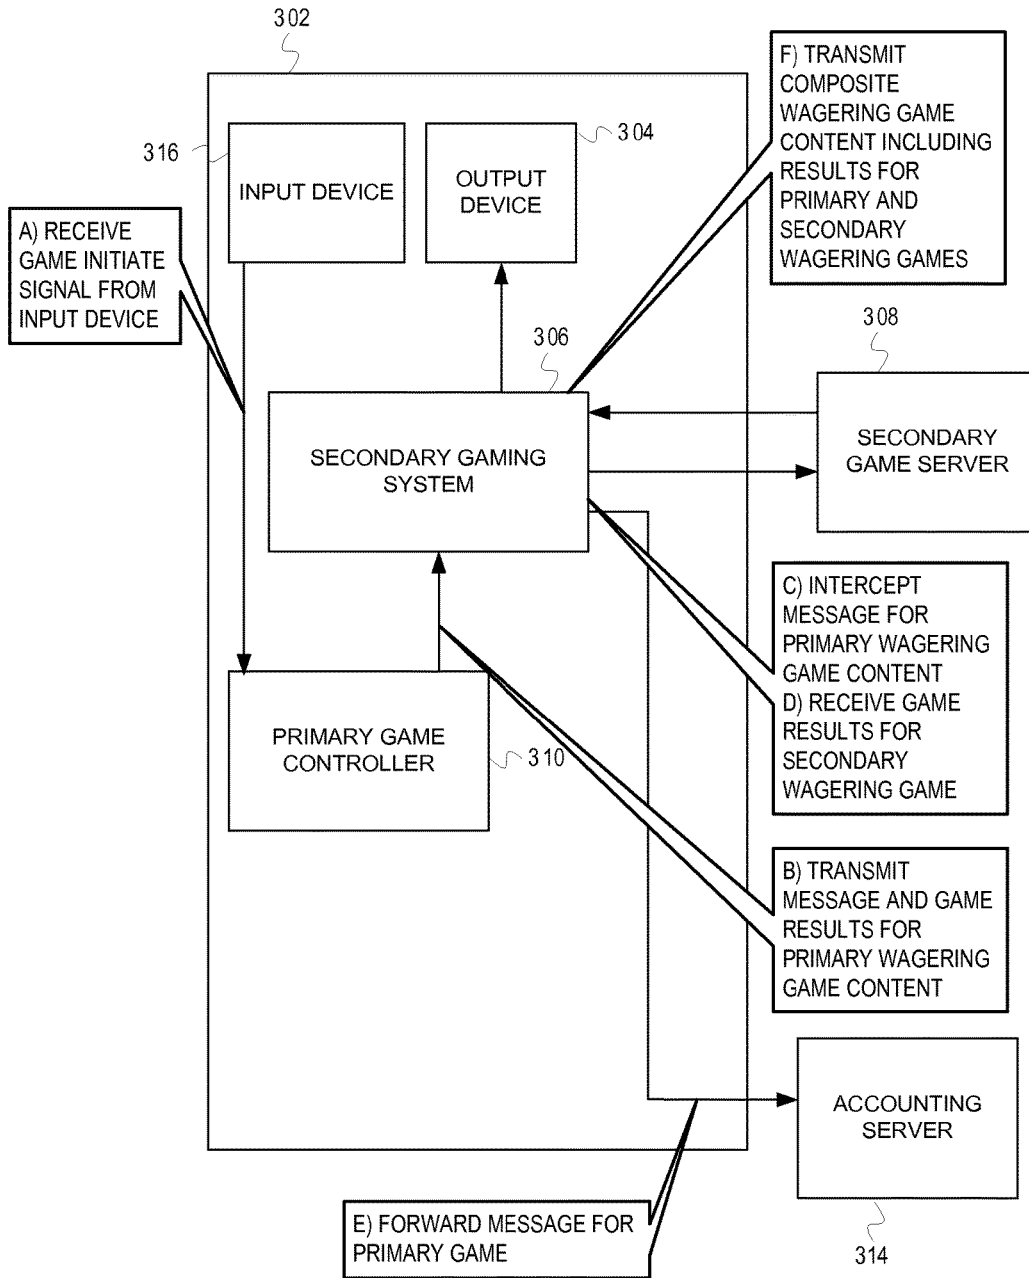 302
F) TRANSMIT
COMPOSITE
WAGERING GAME
CONTENT INCLUDING
RESULTS FOR
PRIMARY AND
SECONDARY
WAGERING GAMES
316
INPUT DEVICE
304
OUTPUT
DEVICE
A) RECEIVE
GAME INITIATE
SIGNAL FROM
INPUT DEVICE
306
SECONDARY GAMING
SYSTEM
308
SECONDARY
GAME SERVER
C) INTERCEPT
MESSAGE FOR
PRIMARY WAGERING
GAME CONTENT
D) RECEIVE GAME
RESULTS FOR
SECONDARY
WAGERING GAME
PRIMARY GAME
CONTROLLER
310
B) TRANSMIT
MESSAGE AND GAME
RESULTS FOR
PRIMARY WAGERING
GAME CONTENT
ACCOUNTING
SERVER
314
E) FORWARD MESSAGE FOR
PRIMARY GAME